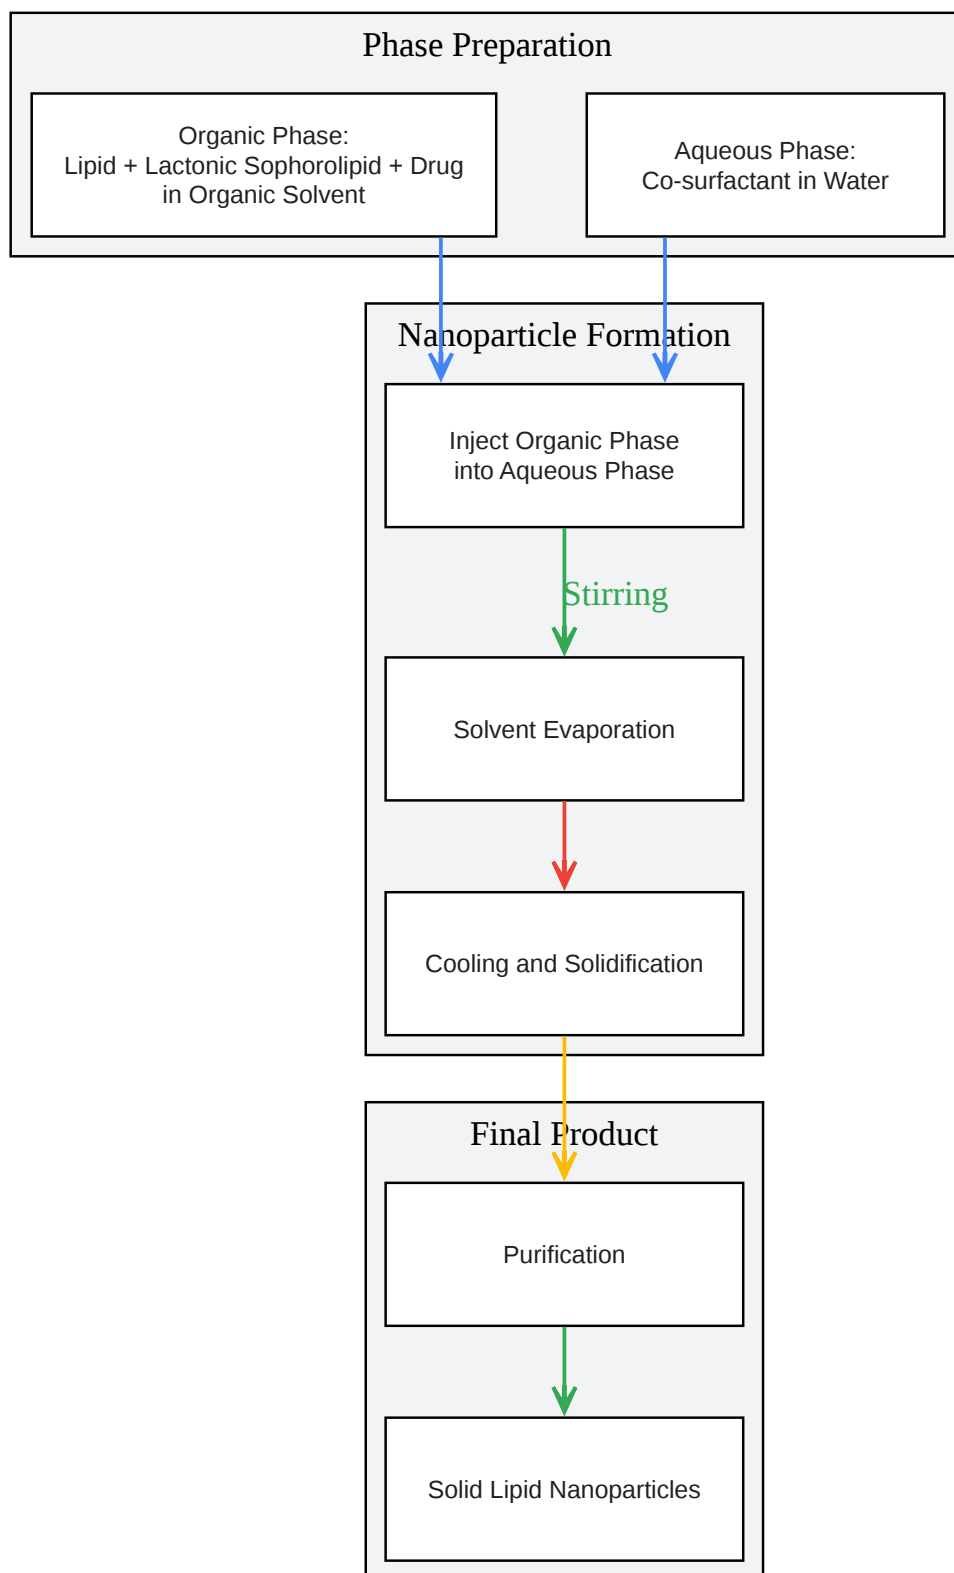 Phase Preparation
Organic Phase:
Lipid + Lactonic Sophorolipid + Drug
in Organic Solvent
Aqueous Phase:
Co-surfactant in Water
Nanoparticle Formation
Inject Organic Phase
into Aqueous Phase
Stirring
Solvent Evaporation
Cooling and Solidification
Final Product
Purification
Solid Lipid Nanoparticles